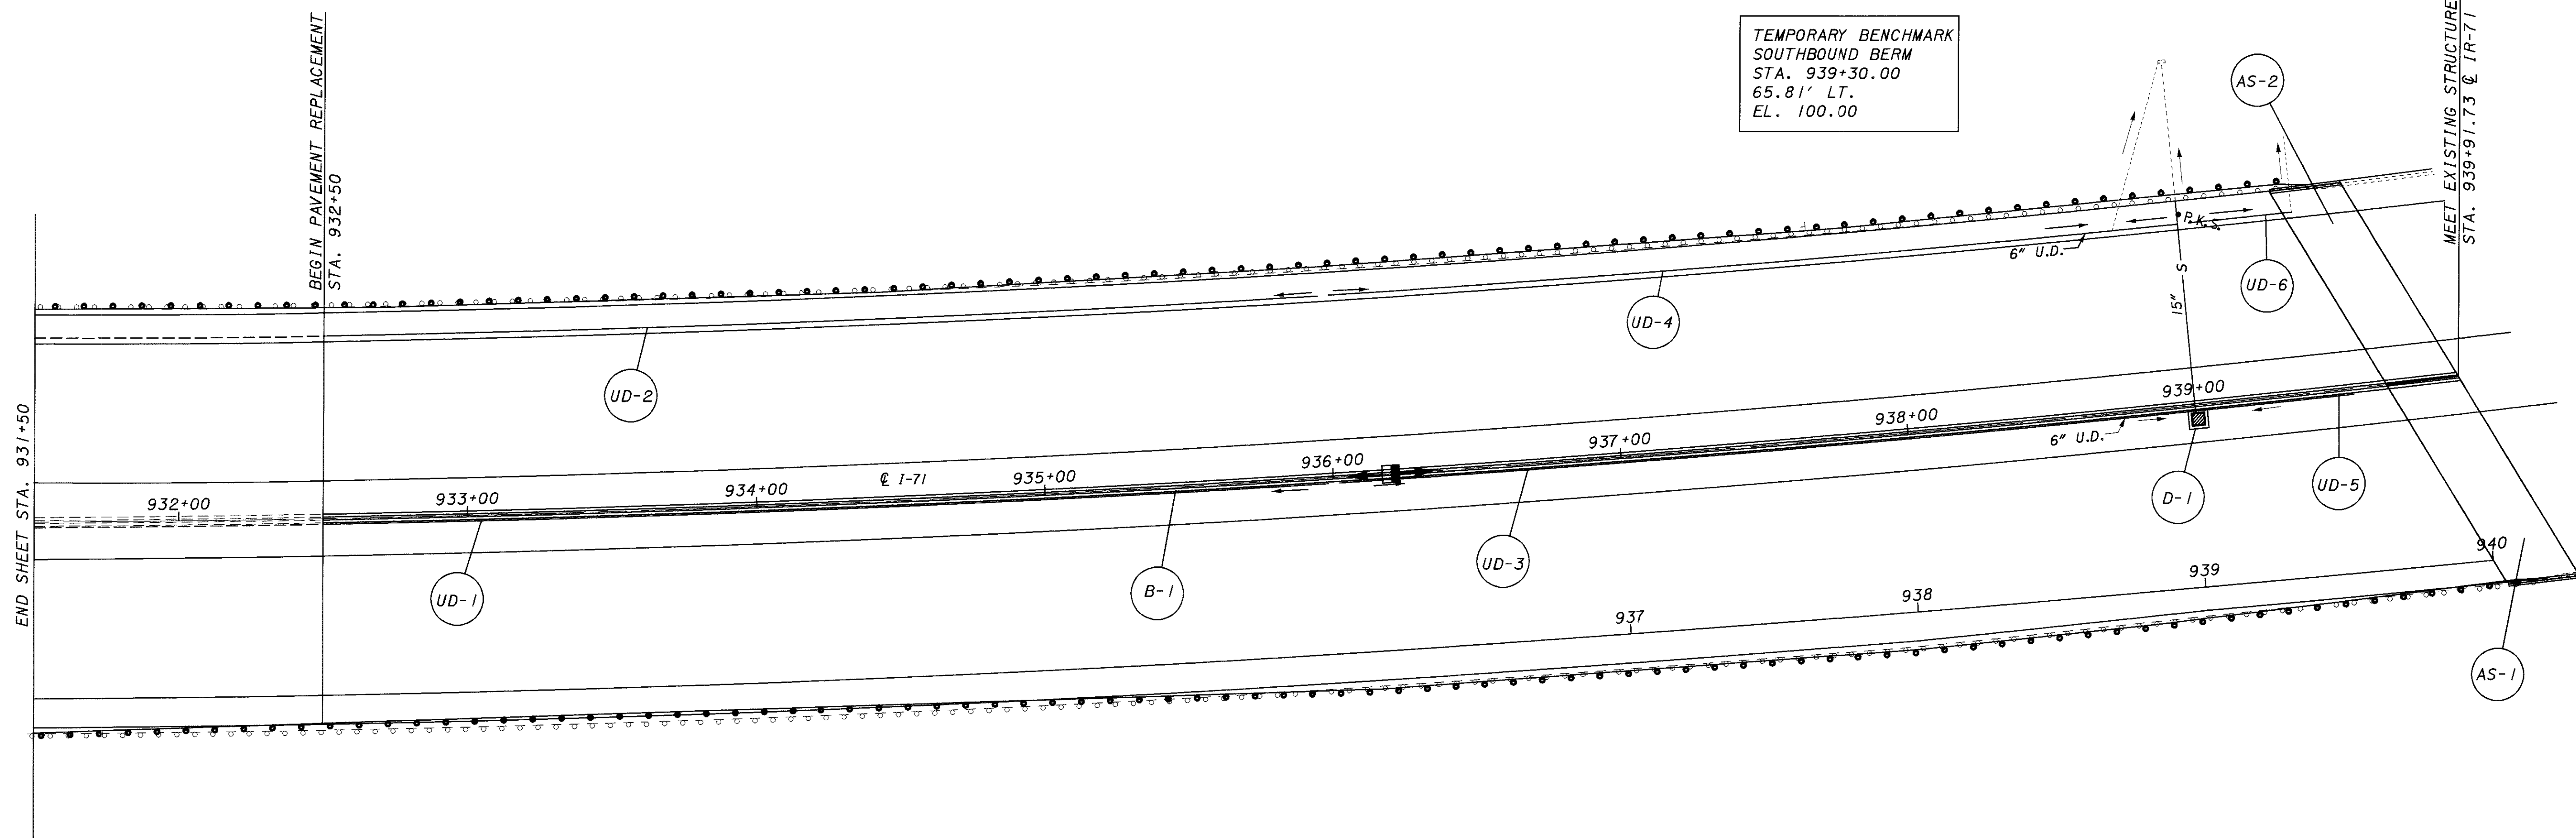 END SHEET STA. 931+50
BEGIN PAVEMENT REPLACEMENT
STA. 932+50
TEMPORARY BENCHMARK
SOUTHBOUND BERM
STA. 939+30.00
65.81' LT.
EL. 100.00
MEET EXISTING STRUCTURE
STA. 939+91.73 ℄ IR-71
AS-2
P.K.S.
6" U.D.
UD-6
15" S
UD-4
UD-2
932+00
933+00
934+00
℄ I-71
935+00
936+00
937+00
938+00
939+00
6" U.D.
D-1
UD-5
UD-3
B-1
UD-1
937
938
939
940
AS-1